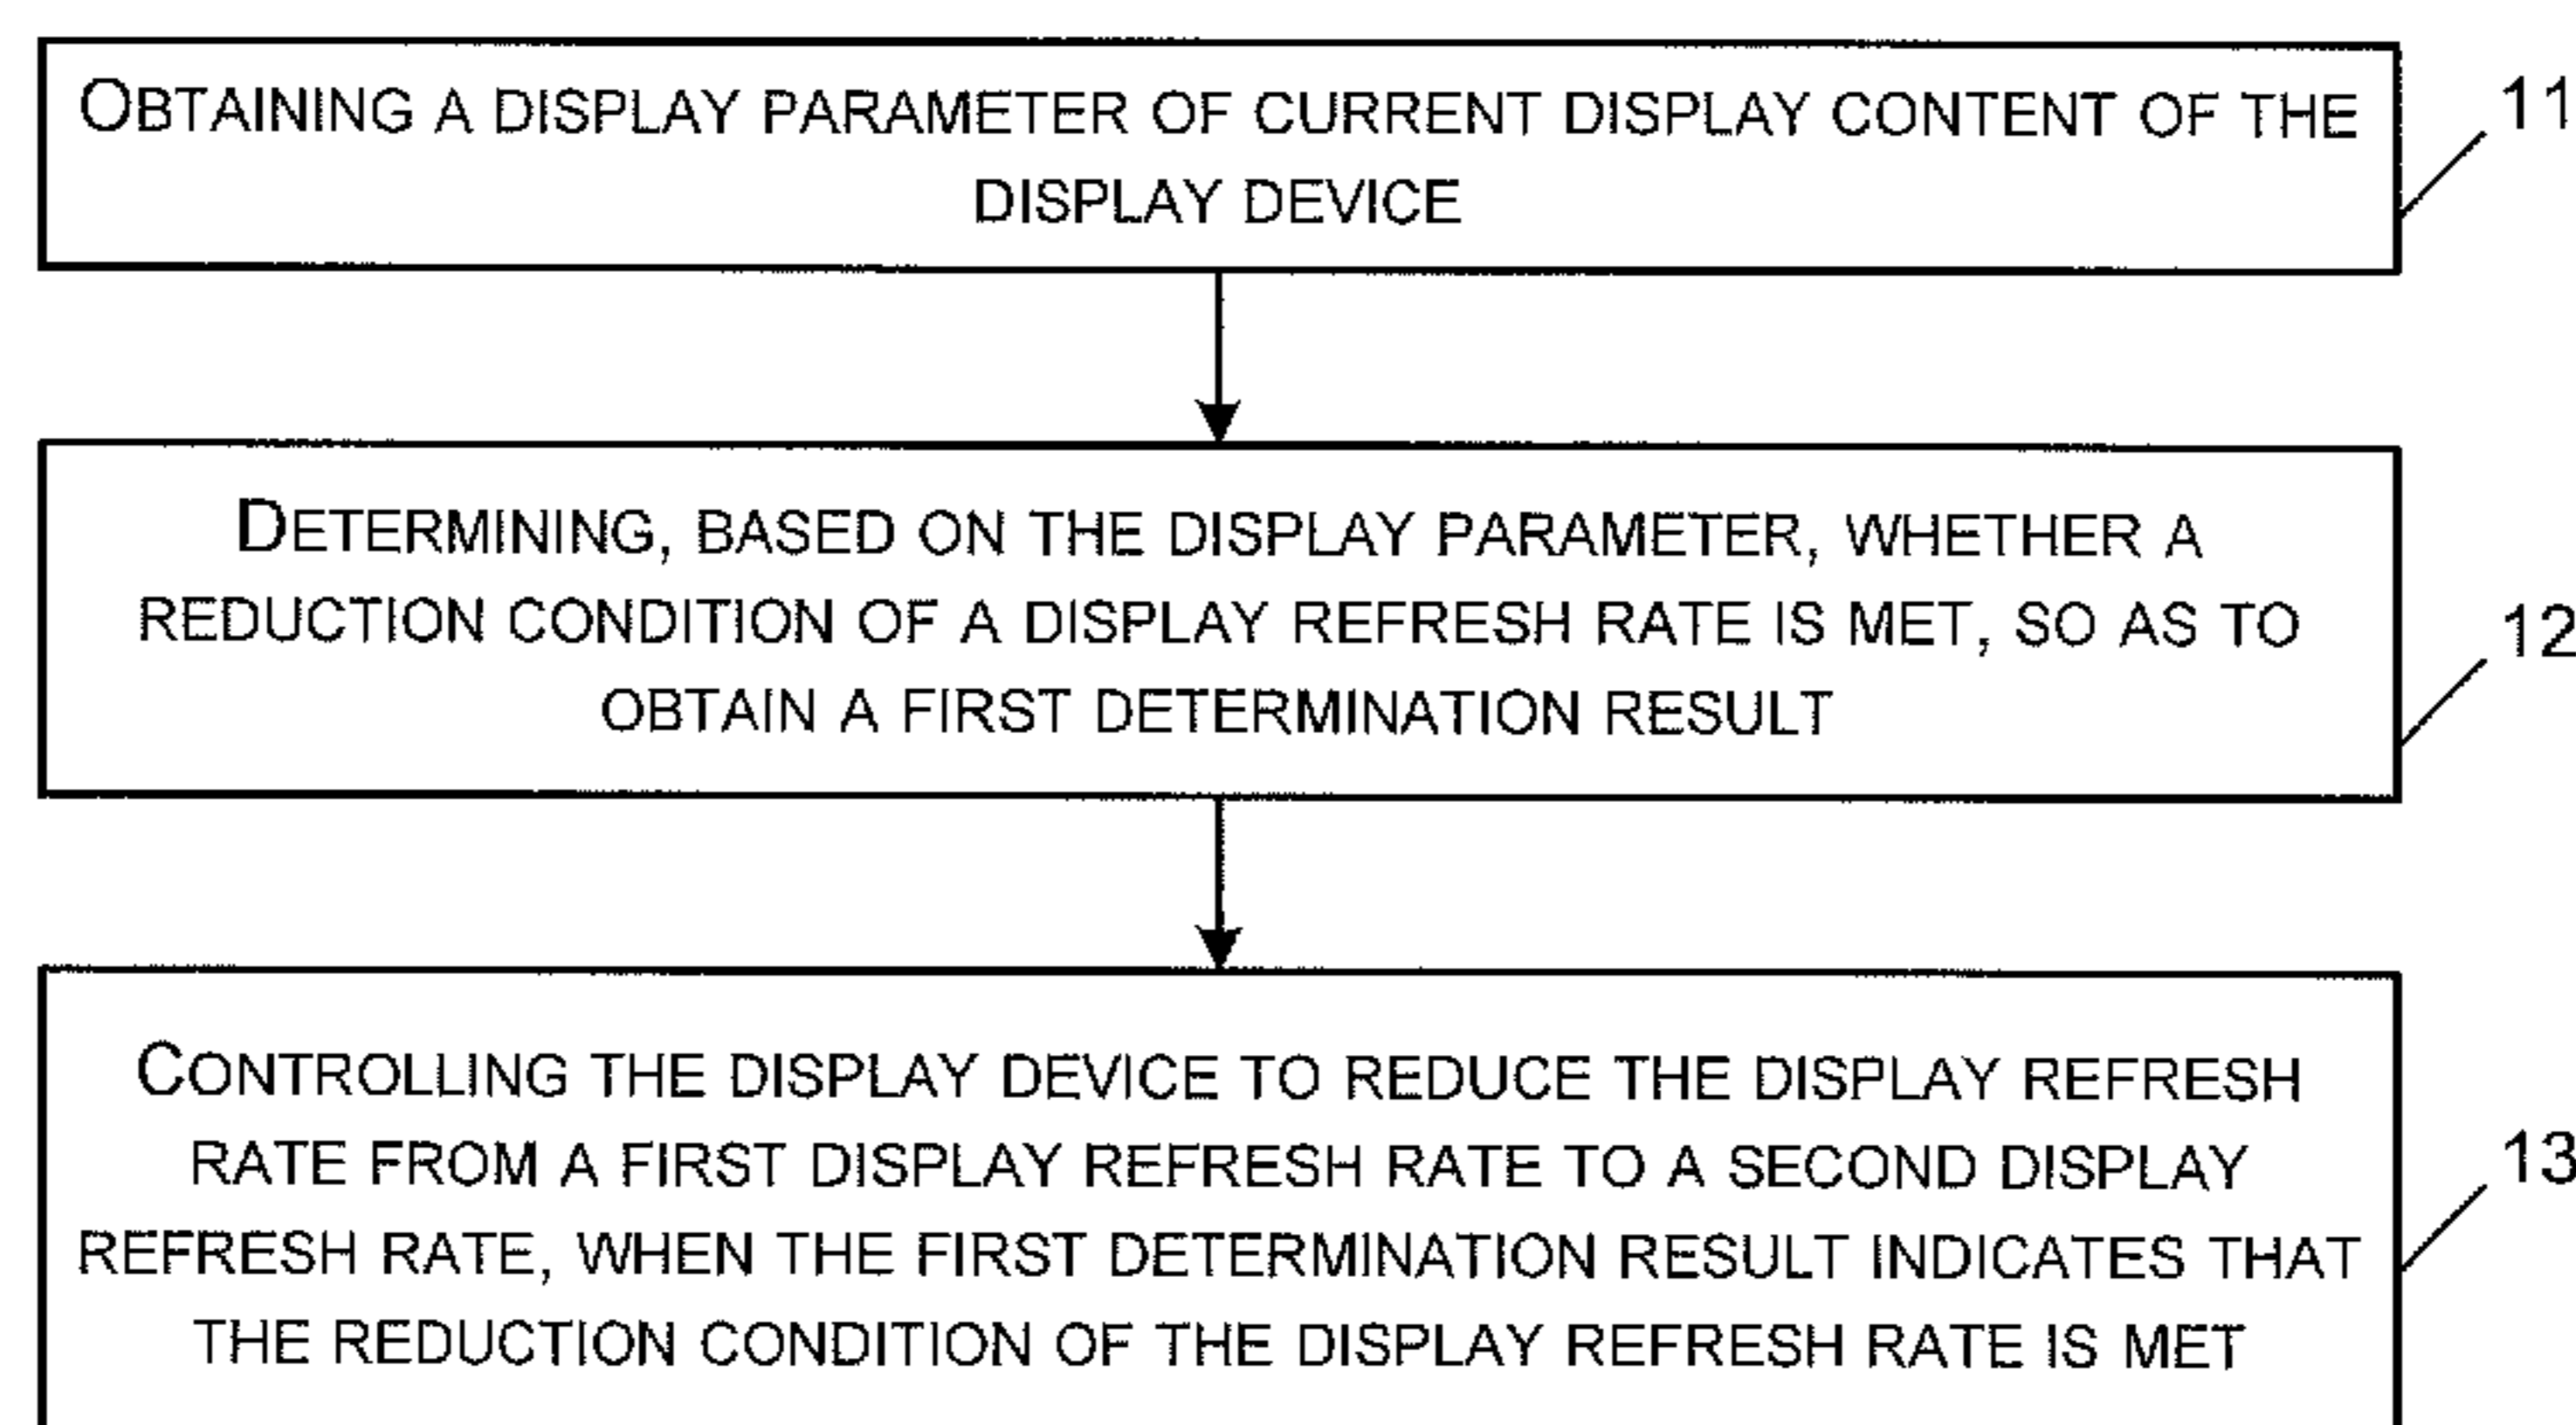 OBTAINING A DISPLAY PARAMETER OF CURRENT DISPLAY CONTENT OF THE
DISPLAY DEVICE
11
DETERMINING, BASED ON THE DISPLAY PARAMETER, WHETHER A
REDUCTION CONDITION OF A DISPLAY REFRESH RATE IS MET, SO AS TO
OBTAIN A FIRST DETERMINATION RESULT
12
CONTROLLING THE DISPLAY DEVICE TO REDUCE THE DISPLAY REFRESH
RATE FROM A FIRST DISPLAY REFRESH RATE TO A SECOND DISPLAY
REFRESH RATE, WHEN THE FIRST DETERMINATION RESULT INDICATES THAT
THE REDUCTION CONDITION OF THE DISPLAY REFRESH RATE IS MET
13